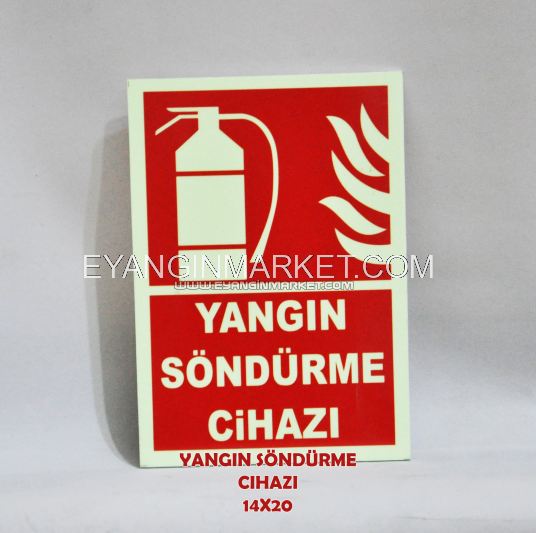 EYANGINMARKET.COM
WWW.EYANGINMARKET.COM
YANGIN
SÖNDÜRME
CiHAZI
YANGIN SÖNDÜRME
CIHAZI
14X20